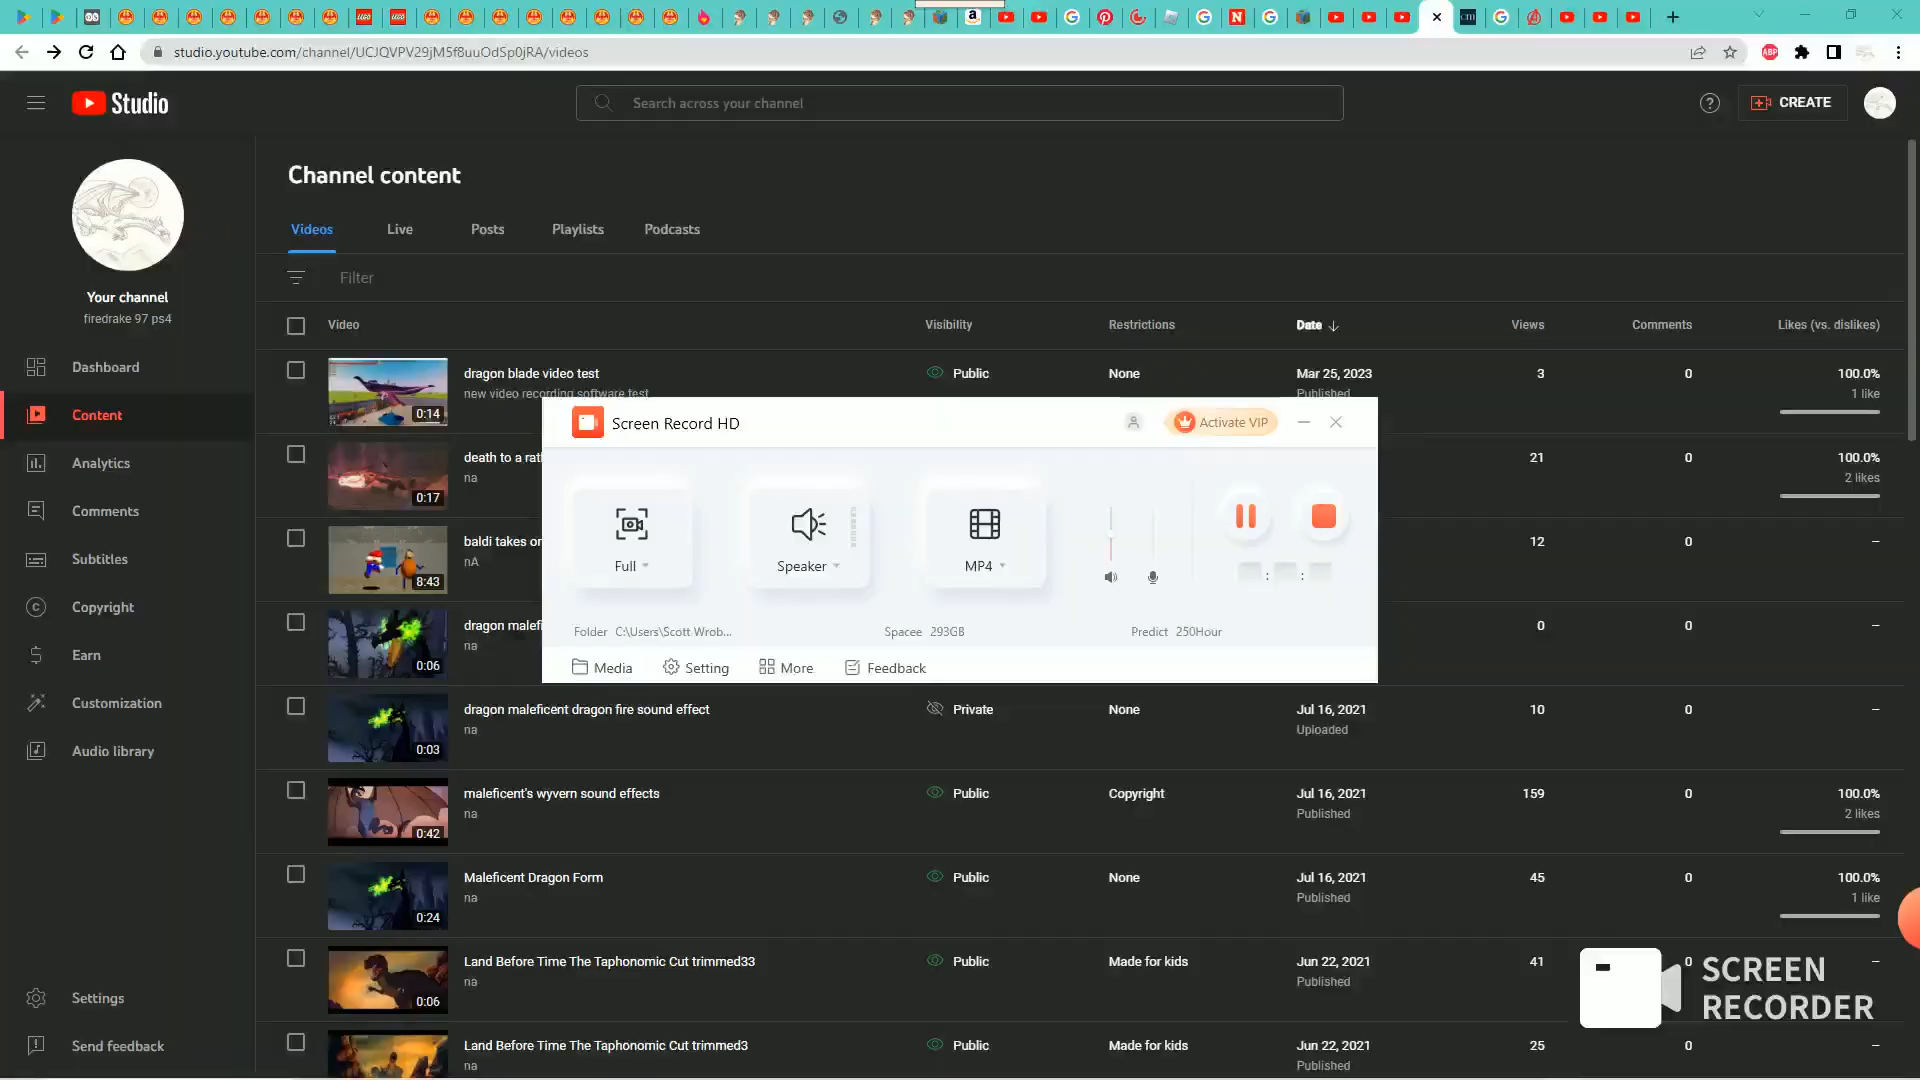 studio.youtube.com/channel/UCJQVPV29jM5f8uuOdSp0jRA/videos
ABP
Studio
Search across your channel
CREATE
Channel content
Videos
Live
Posts
Playlists
Podcasts
Your channel
firedrake 97 ps4
Filter
Video
Visibility
Restrictions
Date
Views
Comments
Likes (vs. dislikes)
Dashboard
Content
Analytics
Comments
Subtitles
Copyright
Earn
Customization
Audio library
Settings
Send feedback
0:14
dragon blade video test
new video recording software test
Public
None
Mar 25, 2023
Published
3
0
100.0%
1 like
0:17
death to a
na
21
0
100.0%
2 likes
8:43
baldi takes
nA
12
0
–
0:06
dragon
na
0
0
–
Screen Record HD
Activate VIP
Full
Speaker
MP4
: :
Folder C:\Users\Scott Wrob...
Spacee 293GB
Predict 250Hour
Media
Setting
More
Feedback
0:03
dragon maleficent dragon fire sound effect
na
Private
None
Jul 16, 2021
Uploaded
10
0
–
0:42
maleficent's wyvern sound effects
na
Public
Copyright
Jul 16, 2021
Published
159
0
100.0%
2 likes
0:24
Maleficent Dragon Form
na
Public
None
Jul 16, 2021
Published
45
0
100.0%
1 like
0:06
Land Before Time The Taphonomic Cut trimmed33
na
Public
Made for kids
Jun 22, 2021
Published
41
0
–
Land Before Time The Taphonomic Cut trimmed3
na
Public
Made for kids
Jun 22, 2021
Published
25
0
–
SCREEN
RECORDER